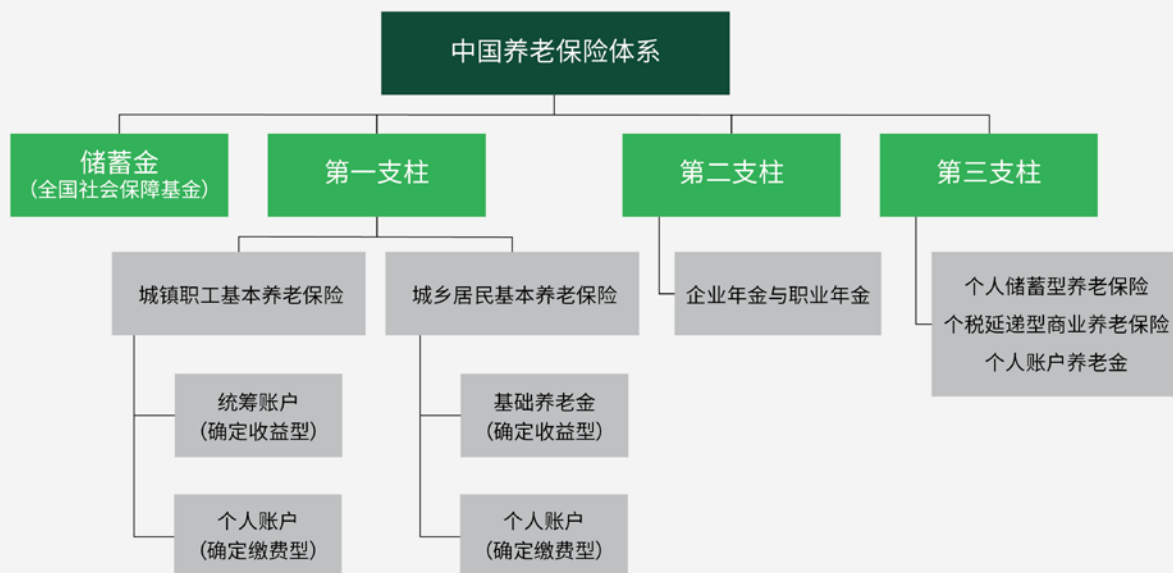 中国养老保险体系
储蓄金
(全国社会保障基金)
第一支柱
第二支柱
第三支柱
城镇职工基本养老保险
城乡居民基本养老保险
企业年金与职业年金
个人储蓄型养老保险
个税延递型商业养老保险
个人账户养老金
统筹账户
(确定收益型)
基础养老金
(确定收益型)
个人账户
(确定缴费型)
个人账户
(确定缴费型)